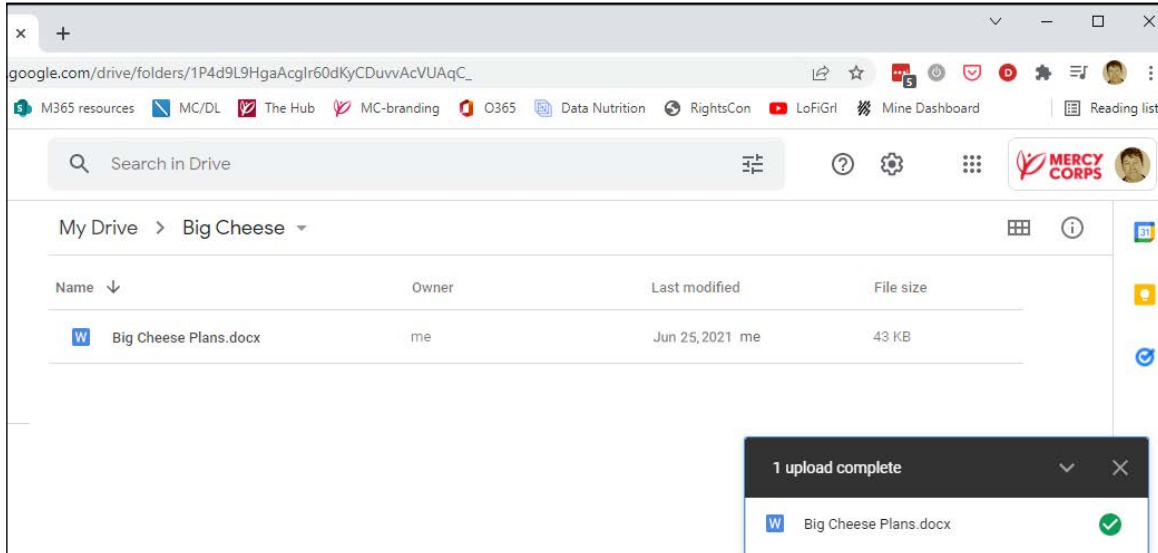 .google.com/drive/folders/1P4d9L9HgaAcglr60dKyCDuvvAcVUAqC_
5
D
S M365 resources MC/DL The Hub MC-branding O365 Data Nutrition RightsCon LoFiGrl Mine Dashboard Reading list
Search in Drive
MERCY
CORPS
My Drive > Big Cheese
31
Name Owner Last modified File size
W Big Cheese Plans.docx me Jun 25, 2021 me 43 KB
1 upload complete
W Big Cheese Plans.docx